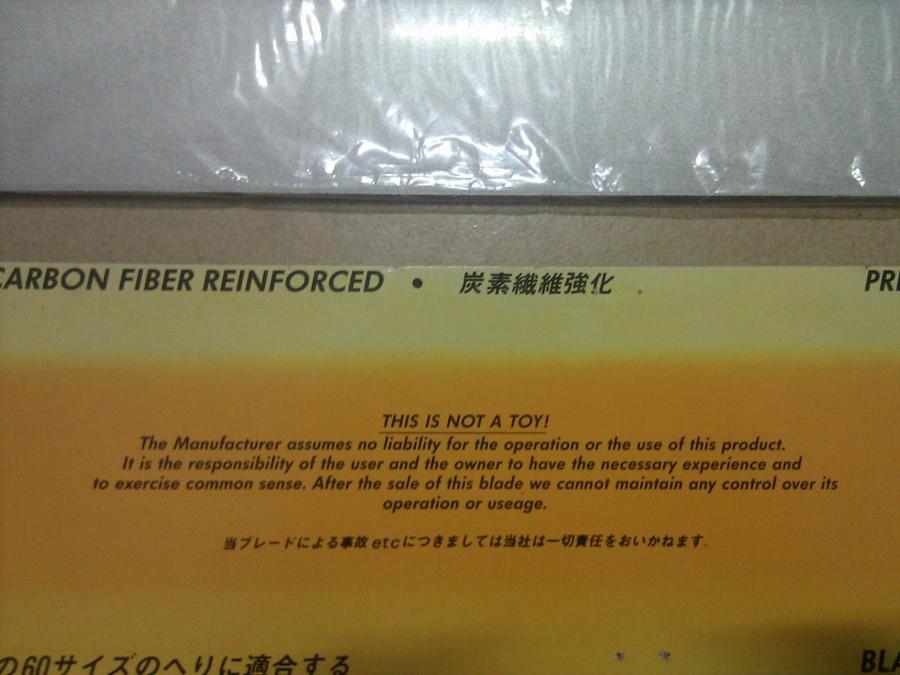 CARBON FIBER REINFORCED • 炭素繊維強化
THIS IS NOT A TOY!
The Manufacturer assumes no liability for the operation or the use of this product.
It is the responsibility of the user and the owner to have the necessary experience and
to exercise common sense. After the sale of this blade we cannot maintain any control over its
operation or useage.
当ブレードによる事故etcにつきましては当社は一切責任をおいかねます.
の60サイズのヘリに適合する